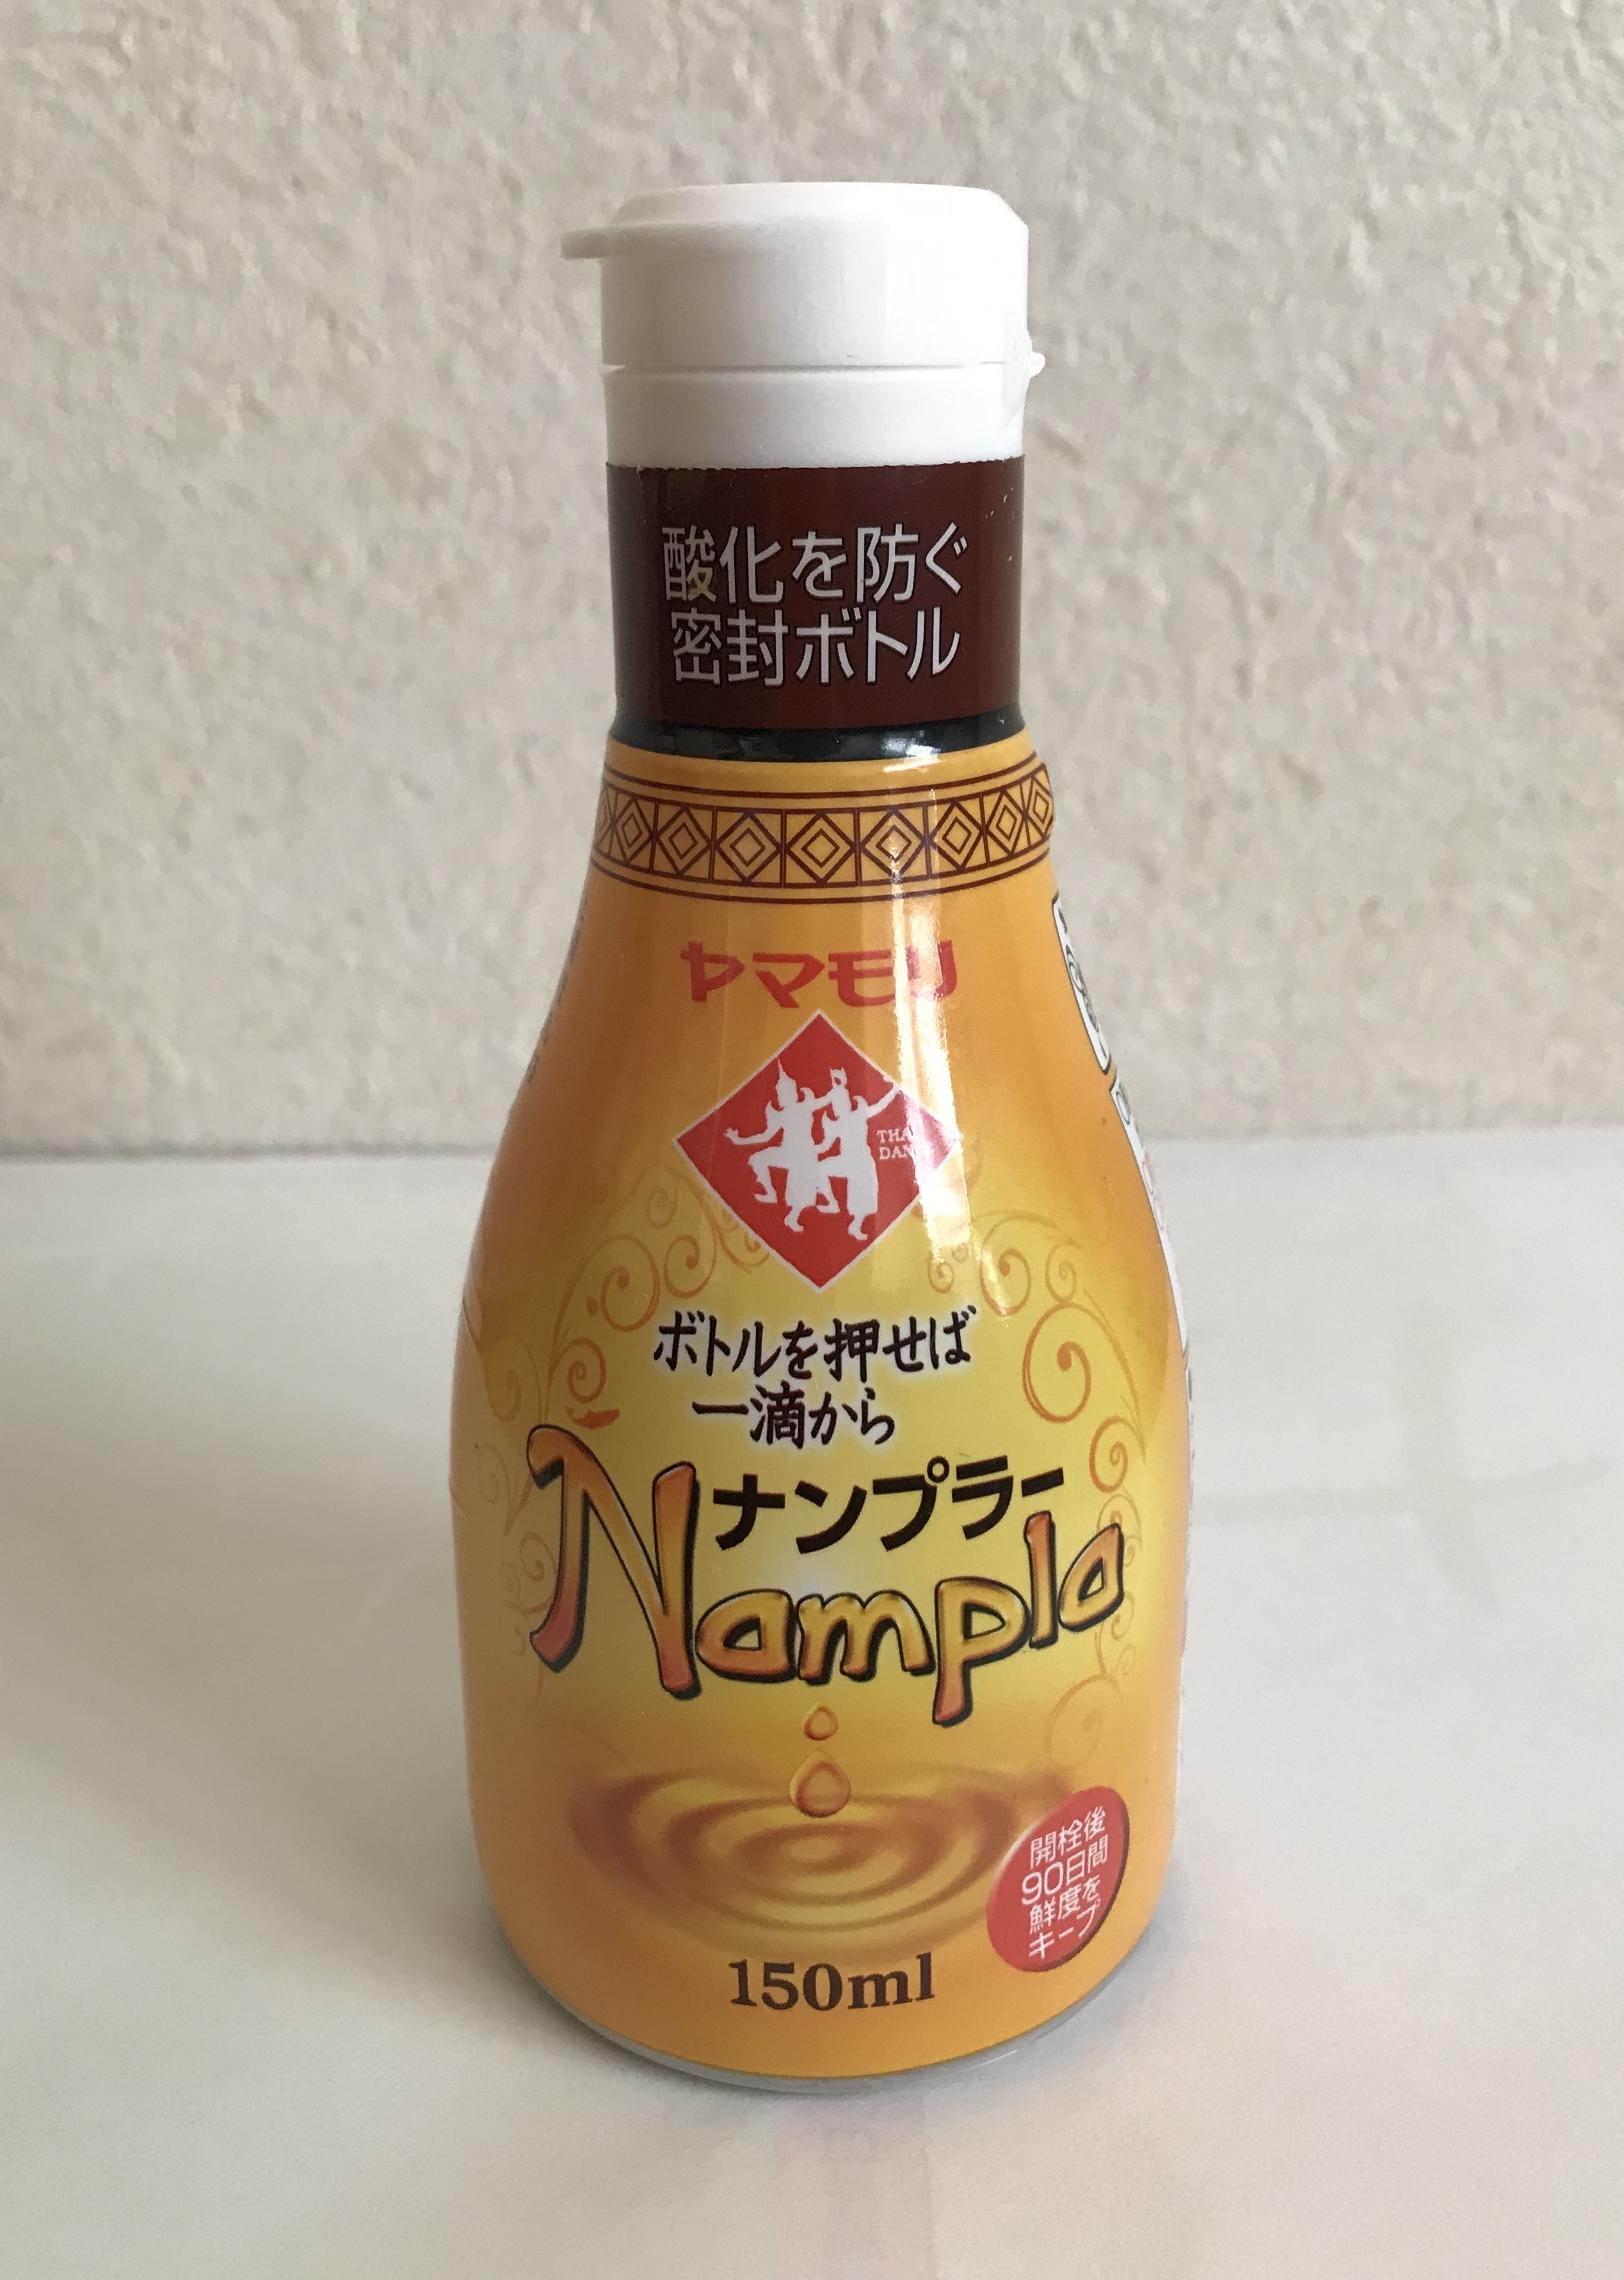 酸化を防ぐ
密封ボトル
ヤマモリ
THAI
DANCE
ボトルを押せば
一滴から
ナンプラー
Nampla
開栓後
90日間
鮮度を
キープ
150ml